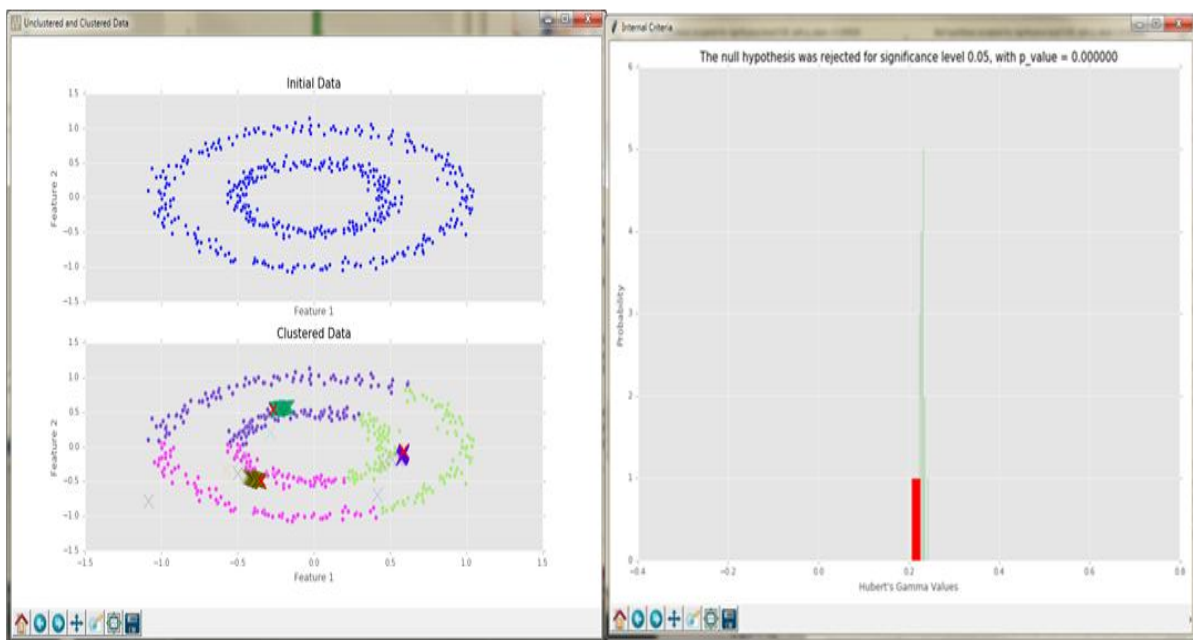 Unclustered and Clustered Data
Initial Data
1.5
1.0
0.5
0.0
−0.5
−1.0
−1.5
Feature 2
Feature 1
Clustered Data
1.5
1.0
0.5
0.0
−0.5
−1.0
−1.5
Feature 2
−1.5 −1.0 −0.5 0.0 0.5 1.0 1.5
Feature 1
Internal Criteria
The null hypothesis was rejected for significance level 0.05, with p_value = 0.000000
6
5
4
3
2
1
0
Probability
−0.4 −0.2 0.0 0.2 0.4 0.6 0.8
Hubert's Gamma Values